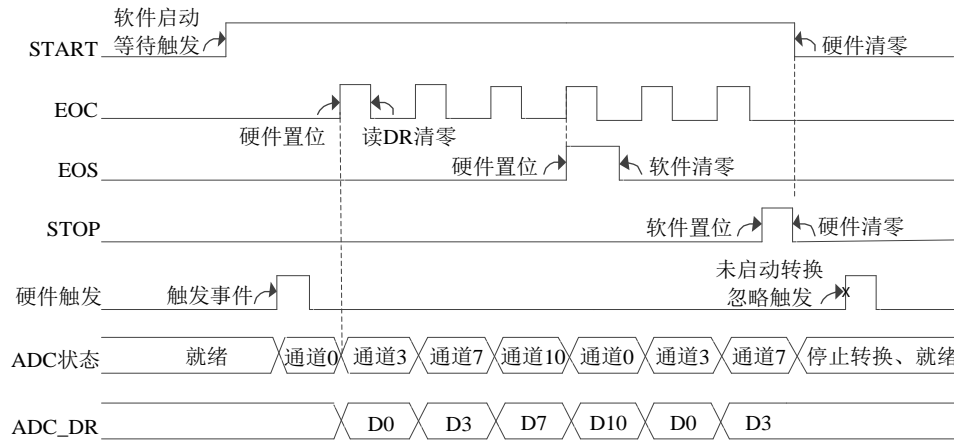 软件启动
等待触发
START
硬件清零
EOC
硬件置位
读DR清零
EOS
硬件置位
软件清零
STOP
软件置位
硬件清零
硬件触发
触发事件
未启动转换
忽略触发
x
ADC状态 就绪 通道0 通道3 通道7 通道10 通道0 通道3 通道7 停止转换、就绪
ADC_DR D0 D3 D7 D10 D0 D3